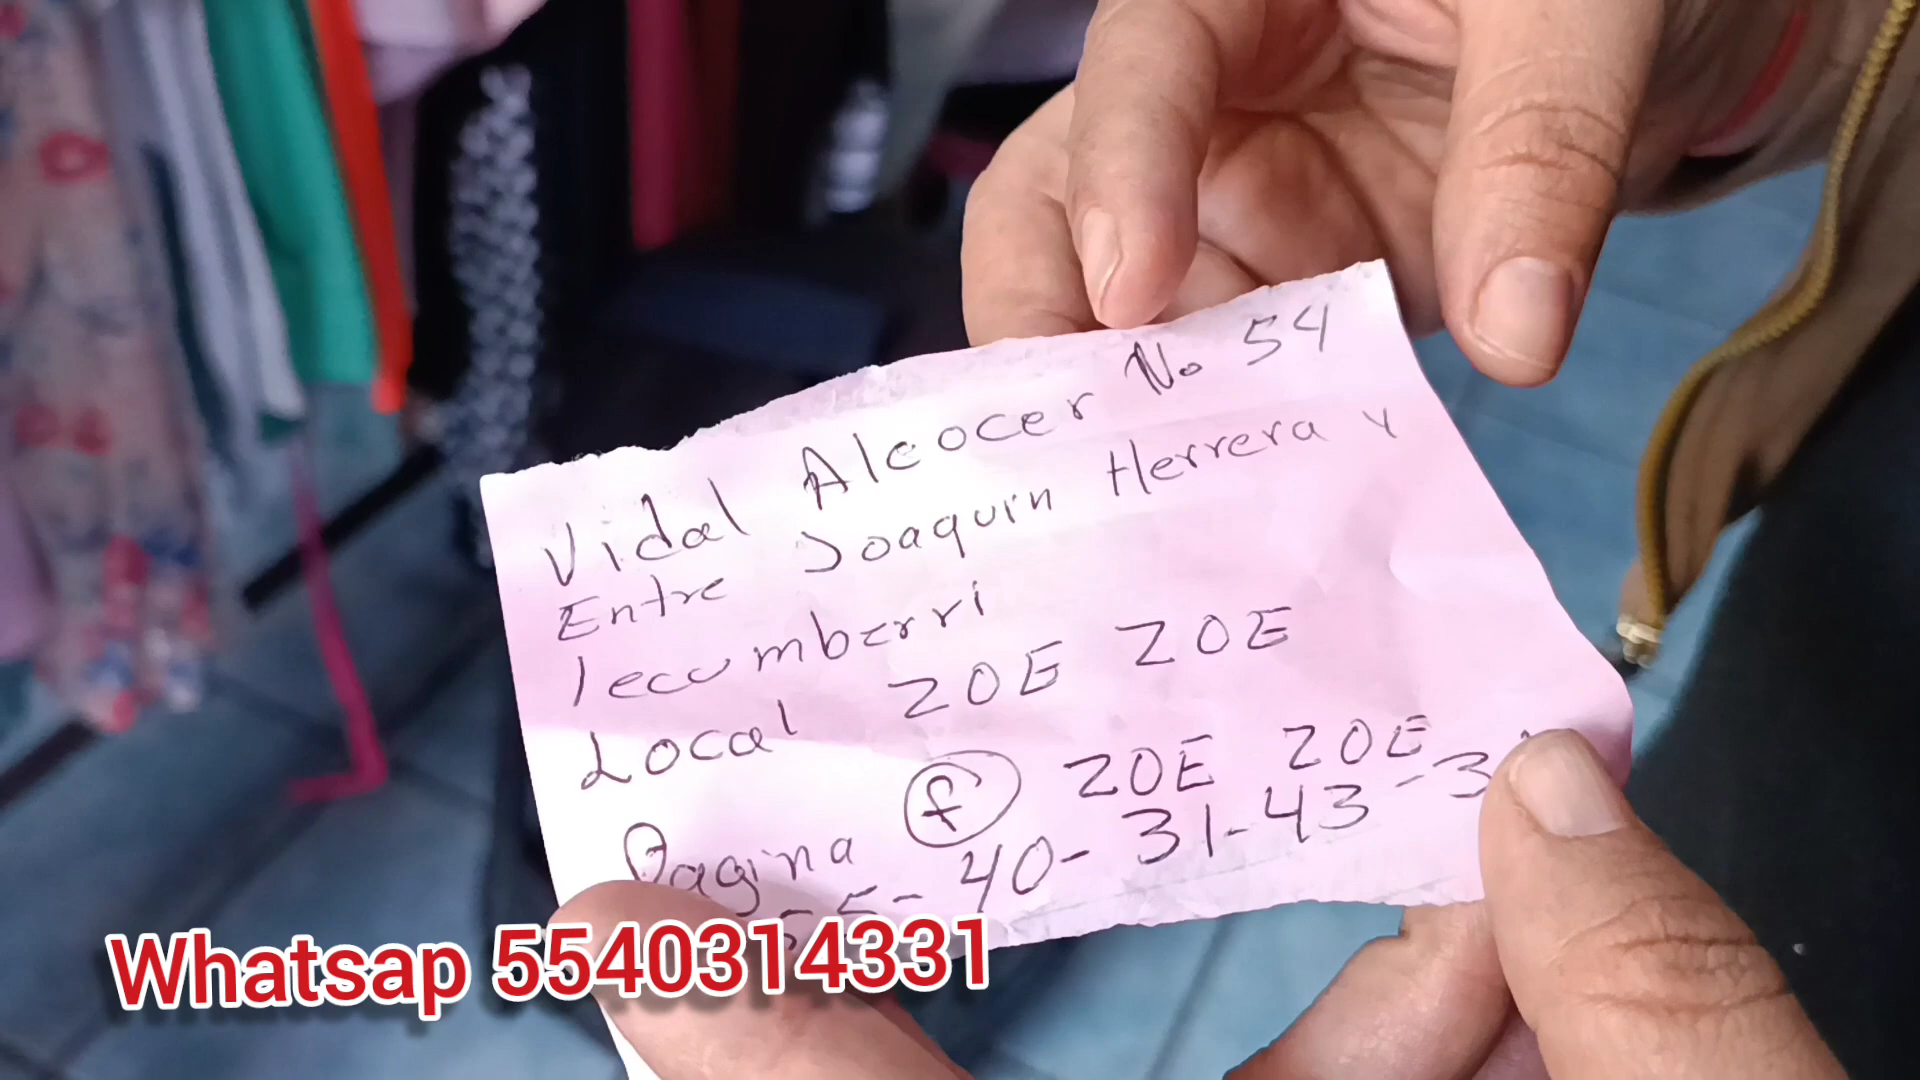 Vidal Alcocer No 54
Entre Joaquin Herrera y
lecumberri
Local ZOE ZOE
Pagina f ZOE ZOE
55-40-31-43-3
Whatsap 5540314331